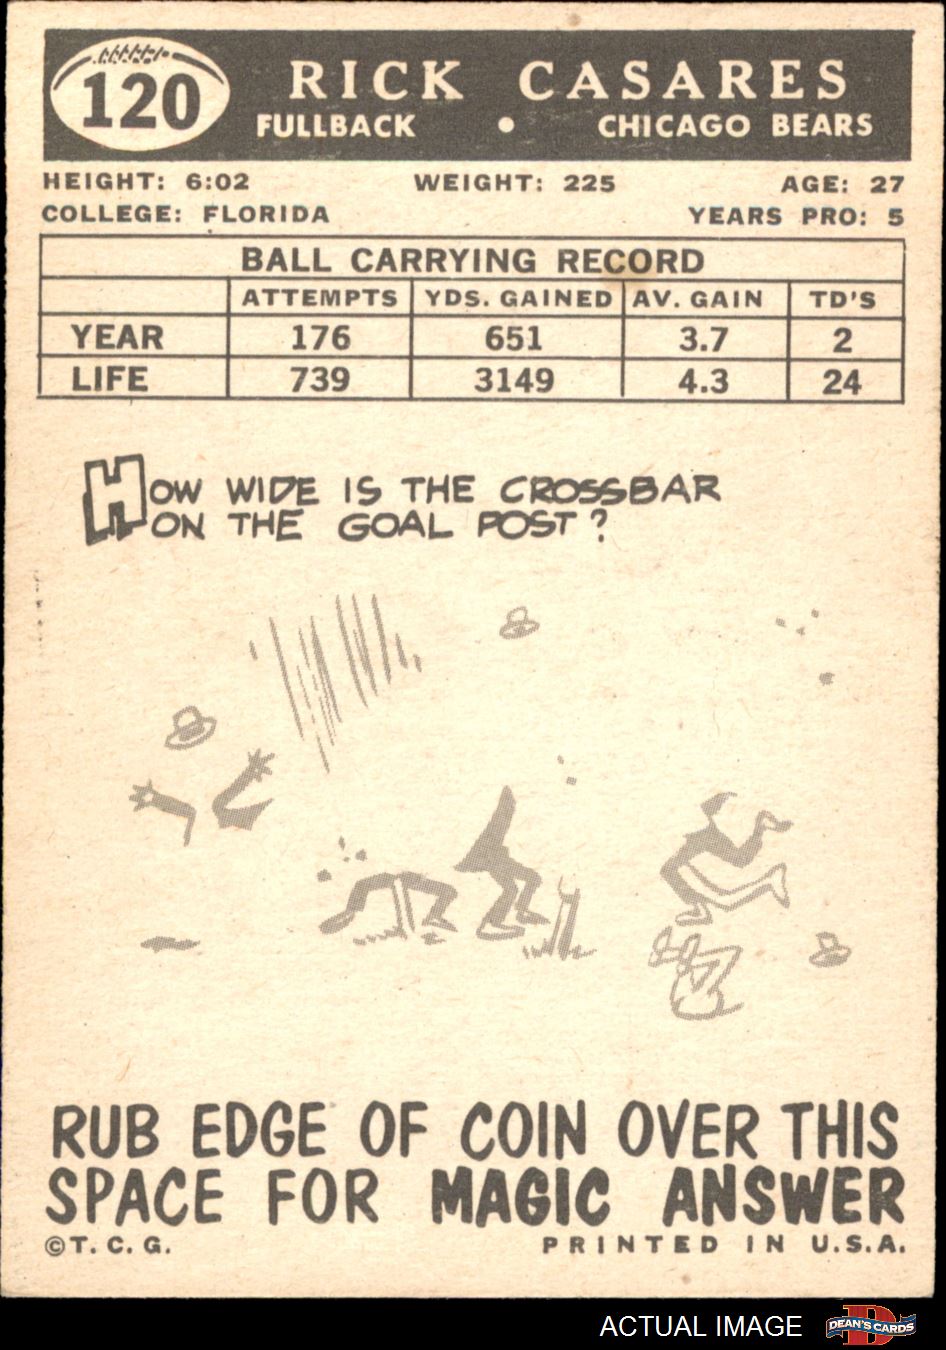 120
RICK CASARES
FULLBACK • CHICAGO BEARS
HEIGHT: 6:02 WEIGHT: 225 AGE: 27
COLLEGE: FLORIDA YEARS PRO: 5
BALL CARRYING RECORD
ATTEMPTS YDS. GAINED AV. GAIN TD'S
YEAR 176 651 3.7 2
LIFE 739 3149 4.3 24
HOW WIDE IS THE CROSSBAR
ON THE GOAL POST?
RUB EDGE OF COIN OVER THIS
SPACE FOR MAGIC ANSWER
©T. C. G. PRINTED IN U.S.A.
ACTUAL IMAGE DEAN'S CARDS